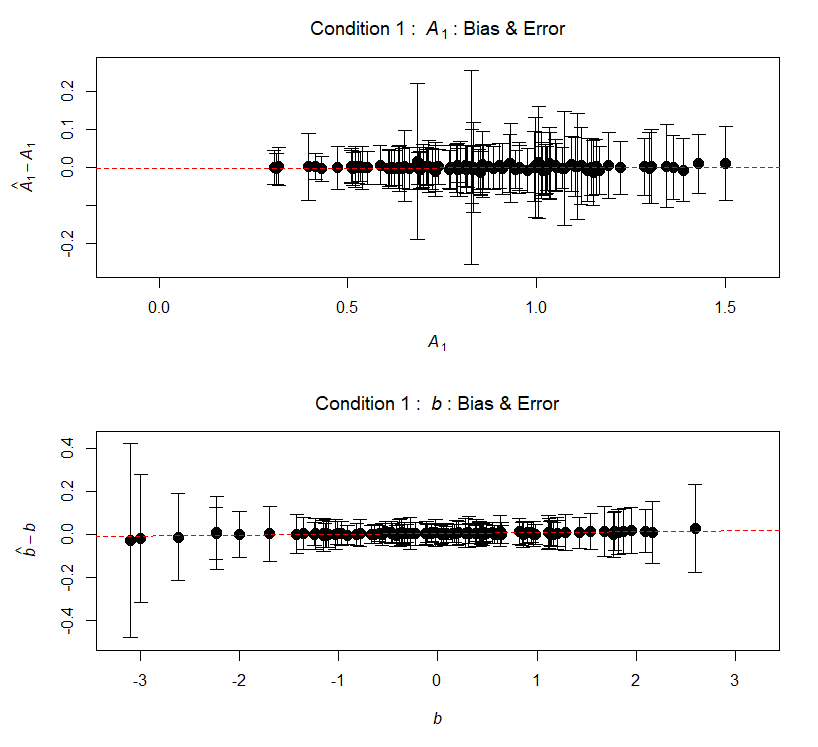 Condition 1 : A1 : Bias & Error
0.2
0.1
0.0
-0.2
Â1 − A1
0.0 0.5 1.0 1.5
A1
Condition 1 : b : Bias & Error
0.4
0.2
0.0
-0.2
-0.4
b̂ − b
-3 -2 -1 0 1 2 3
b